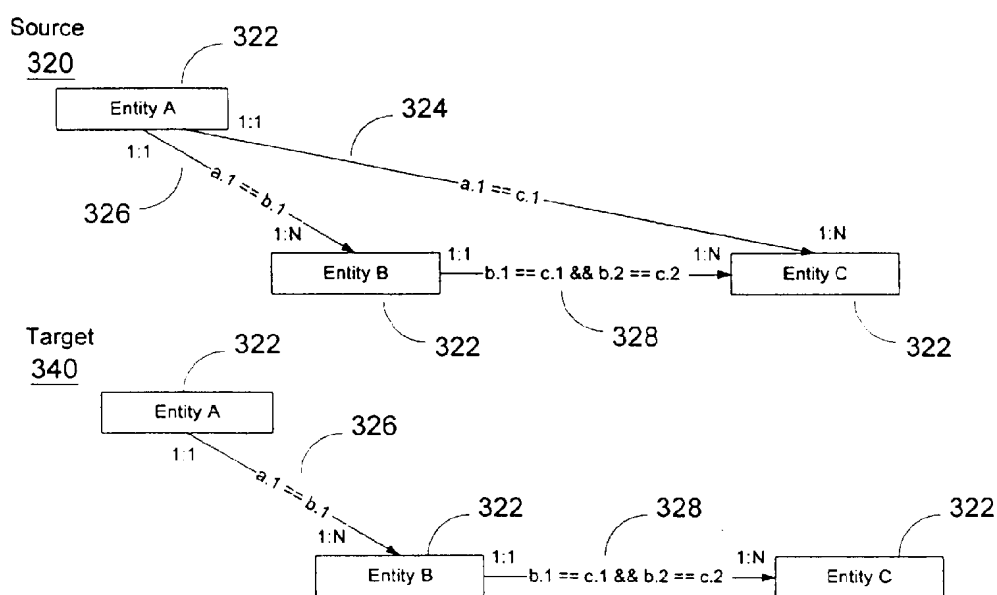 Source
320
322
Entity A
1:1
324
1:1
a.1 == c.1
326
a.1 == b.1
1:N
1:N
Entity B
1:1
b.1 == c.1 && b.2 == c.2
1:N
Entity C
322
328
322
Target
340
322
Entity A
1:1
326
a.1 == b.1
1:N
322
328
322
Entity B
1:1
b.1 == c.1 && b.2 == c.2
1:N
Entity C